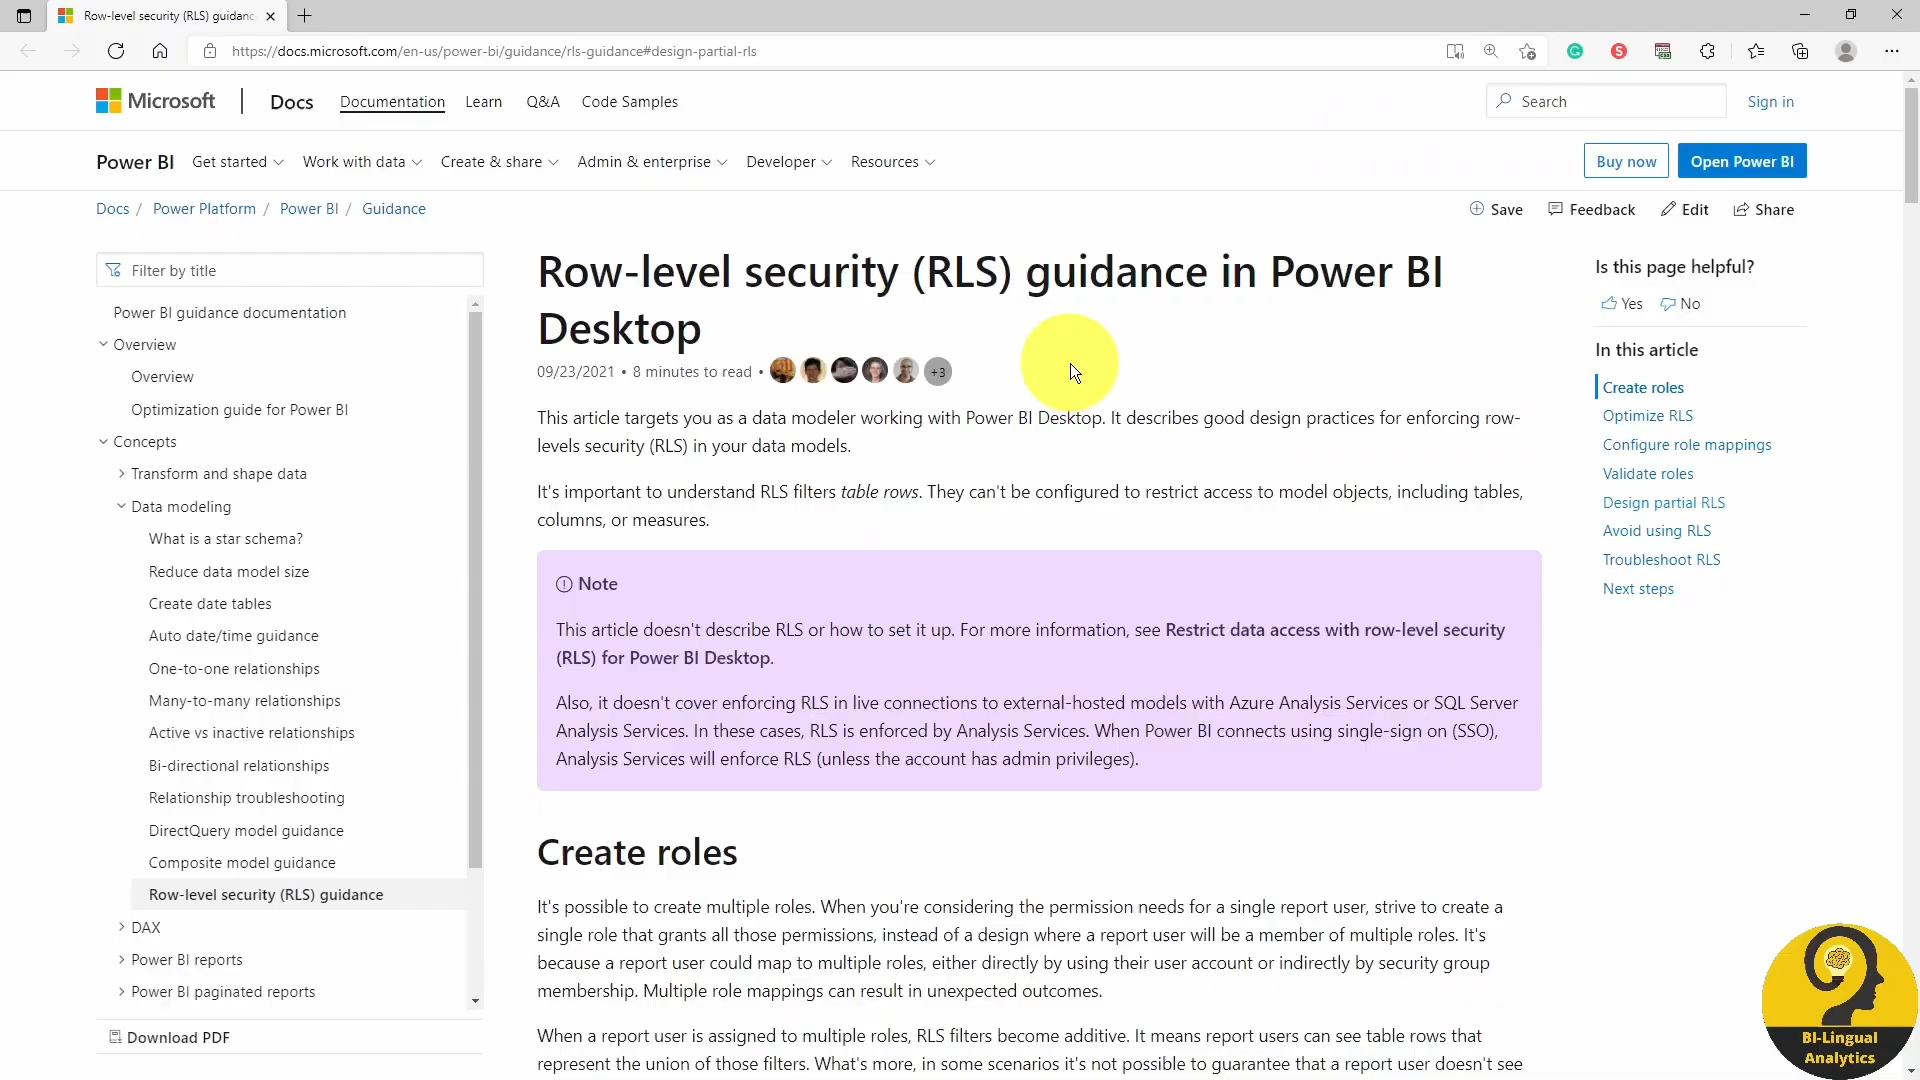 Row-level security (RLS) guidanc
https://docs.microsoft.com/en-us/power-bi/guidance/rls-guidance#design-partial-rls
Microsoft
Docs
Documentation
Learn
Q&A
Code Samples
Search
Sign in
Power BI
Get started
Work with data
Create & share
Admin & enterprise
Developer
Resources
Buy now
Open Power BI
Docs / Power Platform / Power BI / Guidance
Save
Feedback
Edit
Share
Filter by title
Power BI guidance documentation
Overview
Overview
Optimization guide for Power BI
Concepts
Transform and shape data
Data modeling
What is a star schema?
Reduce data model size
Create date tables
Auto date/time guidance
One-to-one relationships
Many-to-many relationships
Active vs inactive relationships
Bi-directional relationships
Relationship troubleshooting
DirectQuery model guidance
Composite model guidance
Row-level security (RLS) guidance
DAX
Power BI reports
Power BI paginated reports
Download PDF
Row-level security (RLS) guidance in Power BI
Desktop
09/23/2021 • 8 minutes to read •
+3
This article targets you as a data modeler working with Power BI Desktop. It describes good design practices for enforcing row-
levels security (RLS) in your data models.
It's important to understand RLS filters table rows. They can't be configured to restrict access to model objects, including tables,
columns, or measures.
Note
This article doesn't describe RLS or how to set it up. For more information, see Restrict data access with row-level security
(RLS) for Power BI Desktop.
Also, it doesn't cover enforcing RLS in live connections to external-hosted models with Azure Analysis Services or SQL Server
Analysis Services. In these cases, RLS is enforced by Analysis Services. When Power BI connects using single-sign on (SSO),
Analysis Services will enforce RLS (unless the account has admin privileges).
Create roles
It's possible to create multiple roles. When you're considering the permission needs for a single report user, strive to create a
single role that grants all those permissions, instead of a design where a report user will be a member of multiple roles. It's
because a report user could map to multiple roles, either directly by using their user account or indirectly by security group
membership. Multiple role mappings can result in unexpected outcomes.
When a report user is assigned to multiple roles, RLS filters become additive. It means report users can see table rows that
represent the union of those filters. What's more, in some scenarios it's not possible to guarantee that a report user doesn't see
Is this page helpful?
Yes
No
In this article
Create roles
Optimize RLS
Configure role mappings
Validate roles
Design partial RLS
Avoid using RLS
Troubleshoot RLS
Next steps
BI-Lingual
Analytics